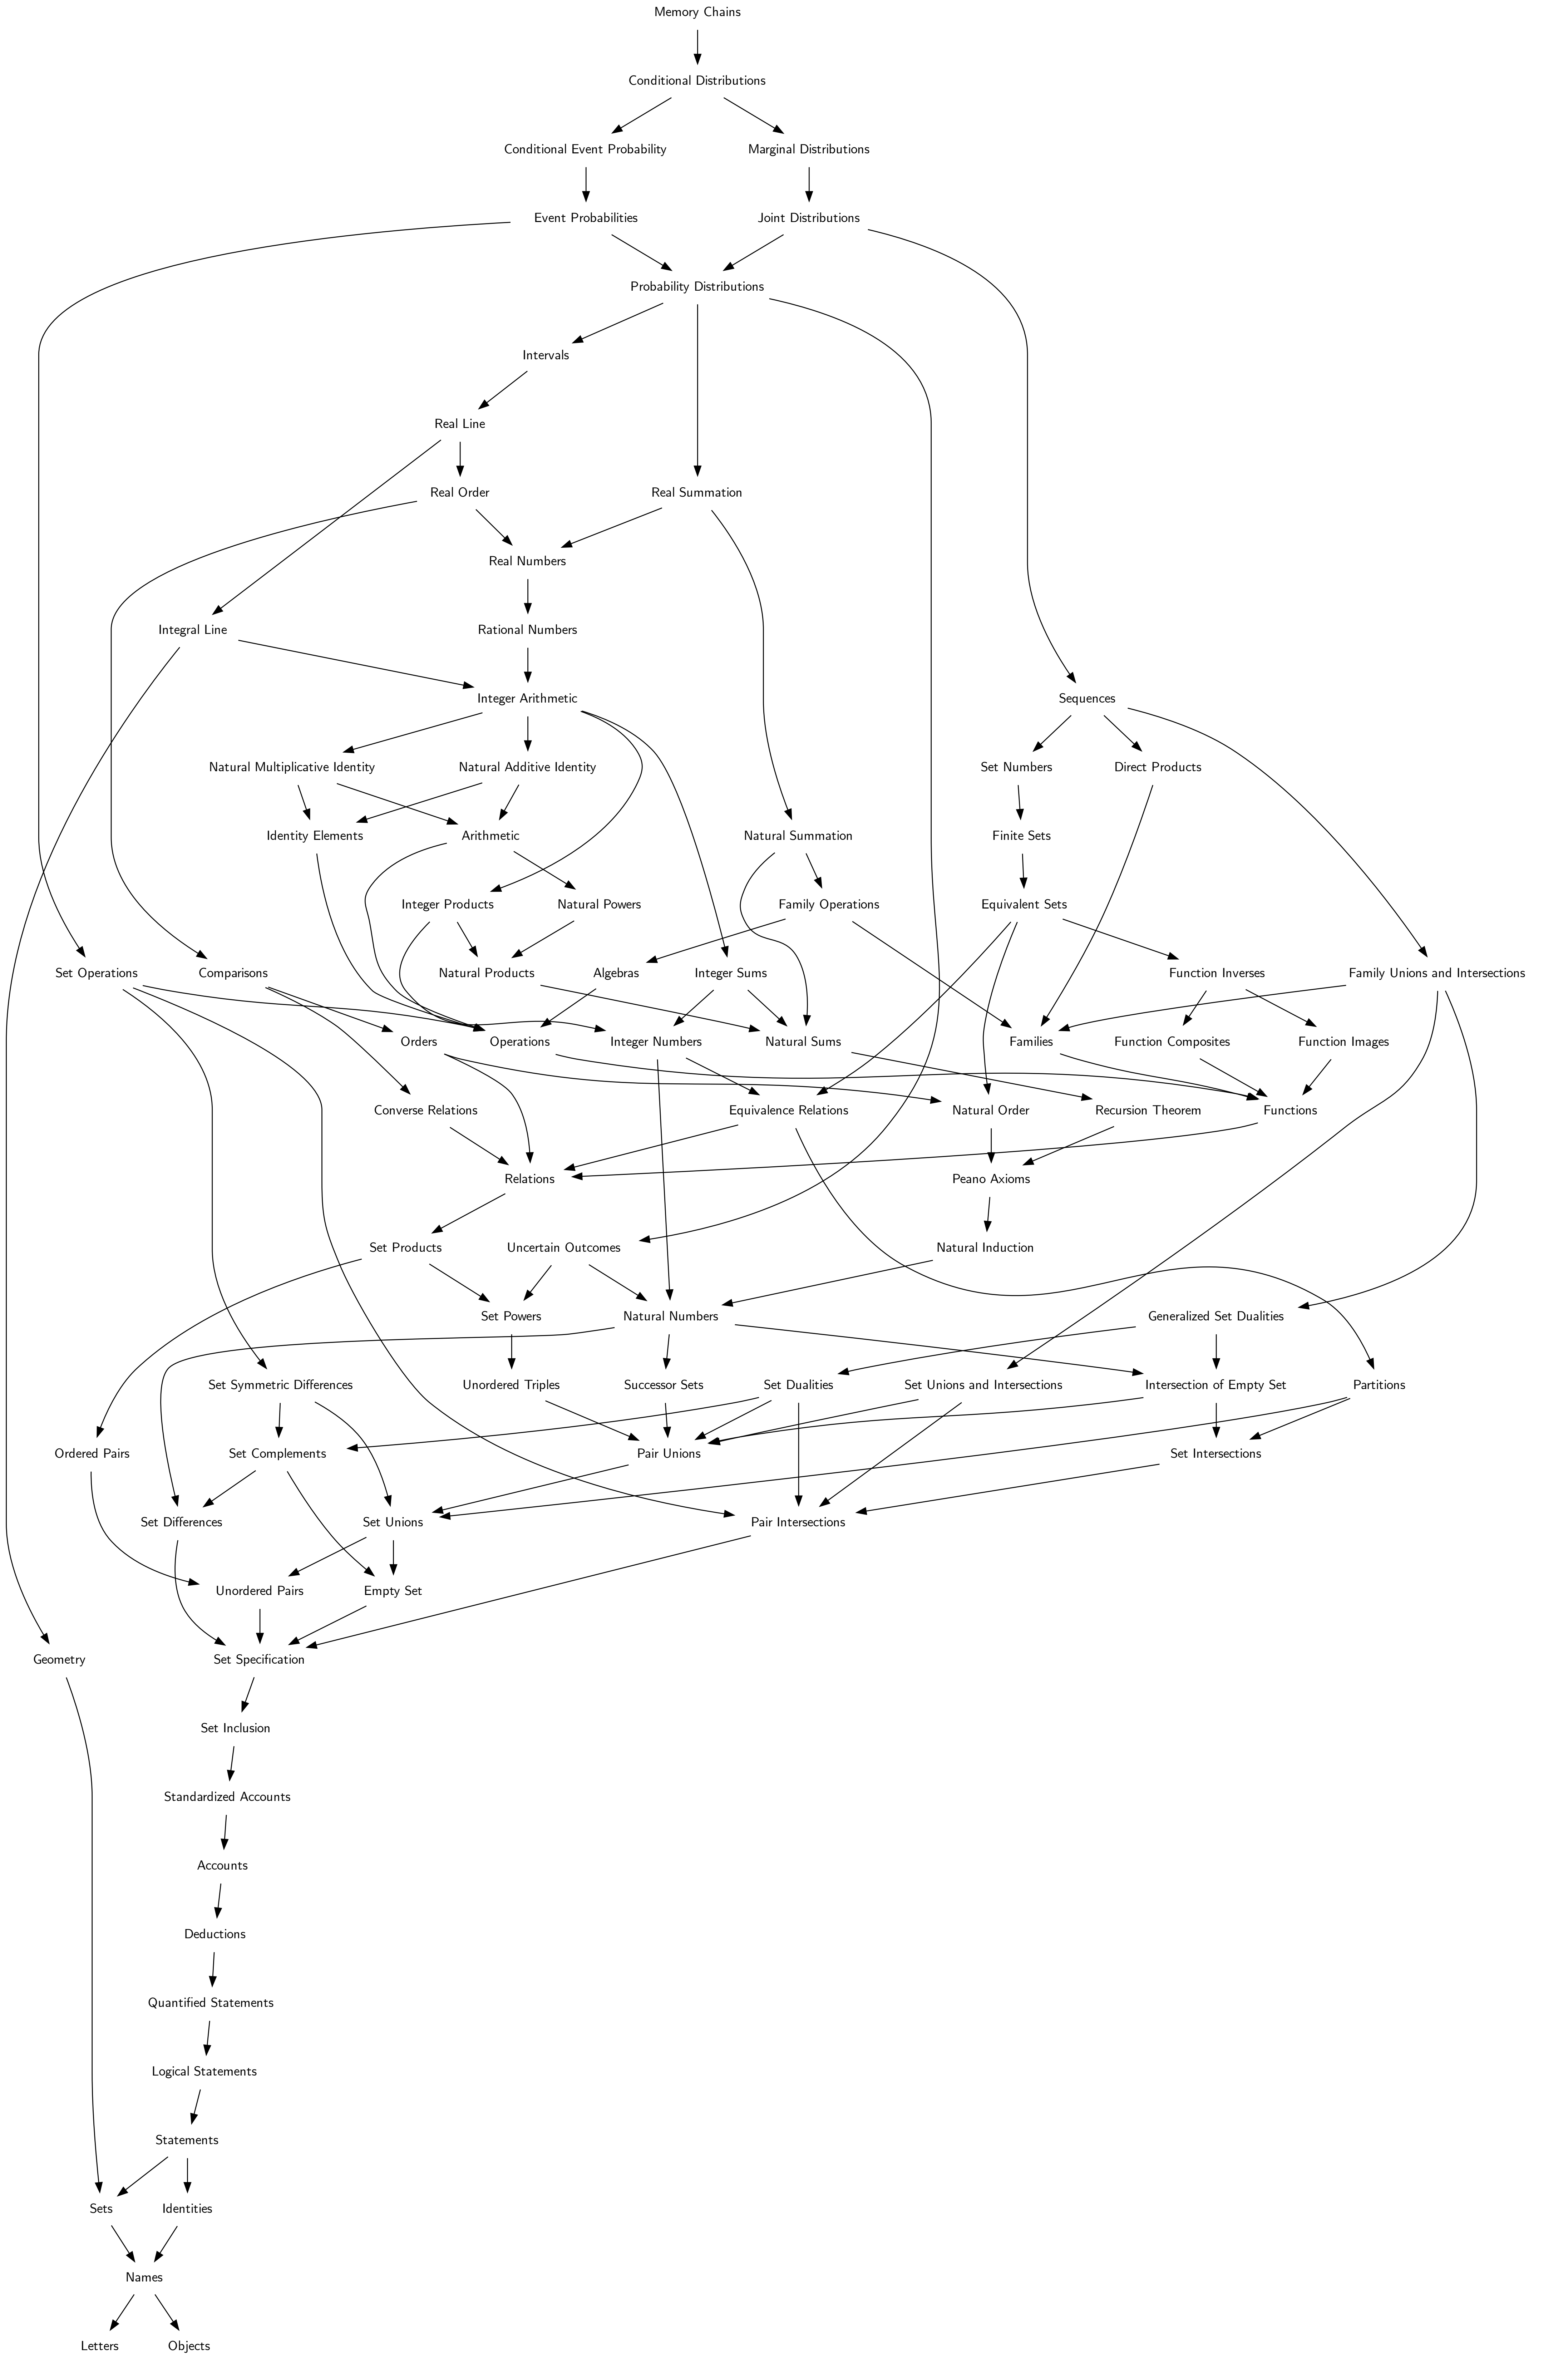 Memory Chains
Conditional Distributions
Conditional Event Probability
Marginal Distributions
Event Probabilities
Joint Distributions
Probability Distributions
Intervals
Real Line
Real Order
Real Summation
Real Numbers
Integral Line
Rational Numbers
Integer Arithmetic
Sequences
Natural Multiplicative Identity
Natural Additive Identity
Set Numbers
Direct Products
Identity Elements
Arithmetic
Natural Summation
Finite Sets
Integer Products
Natural Powers
Family Operations
Equivalent Sets
Set Operations
Comparisons
Natural Products
Algebras
Integer Sums
Function Inverses
Family Unions and Intersections
Orders
Operations
Integer Numbers
Natural Sums
Families
Function Composites
Function Images
Converse Relations
Equivalence Relations
Natural Order
Recursion Theorem
Functions
Relations
Peano Axioms
Set Products
Uncertain Outcomes
Natural Induction
Set Powers
Natural Numbers
Generalized Set Dualities
Set Symmetric Differences
Unordered Triples
Successor Sets
Set Dualities
Set Unions and Intersections
Intersection of Empty Set
Partitions
Ordered Pairs
Set Complements
Pair Unions
Set Intersections
Set Differences
Set Unions
Pair Intersections
Unordered Pairs
Empty Set
Geometry
Set Specification
Set Inclusion
Standardized Accounts
Accounts
Deductions
Quantified Statements
Logical Statements
Statements
Sets
Identities
Names
Letters
Objects